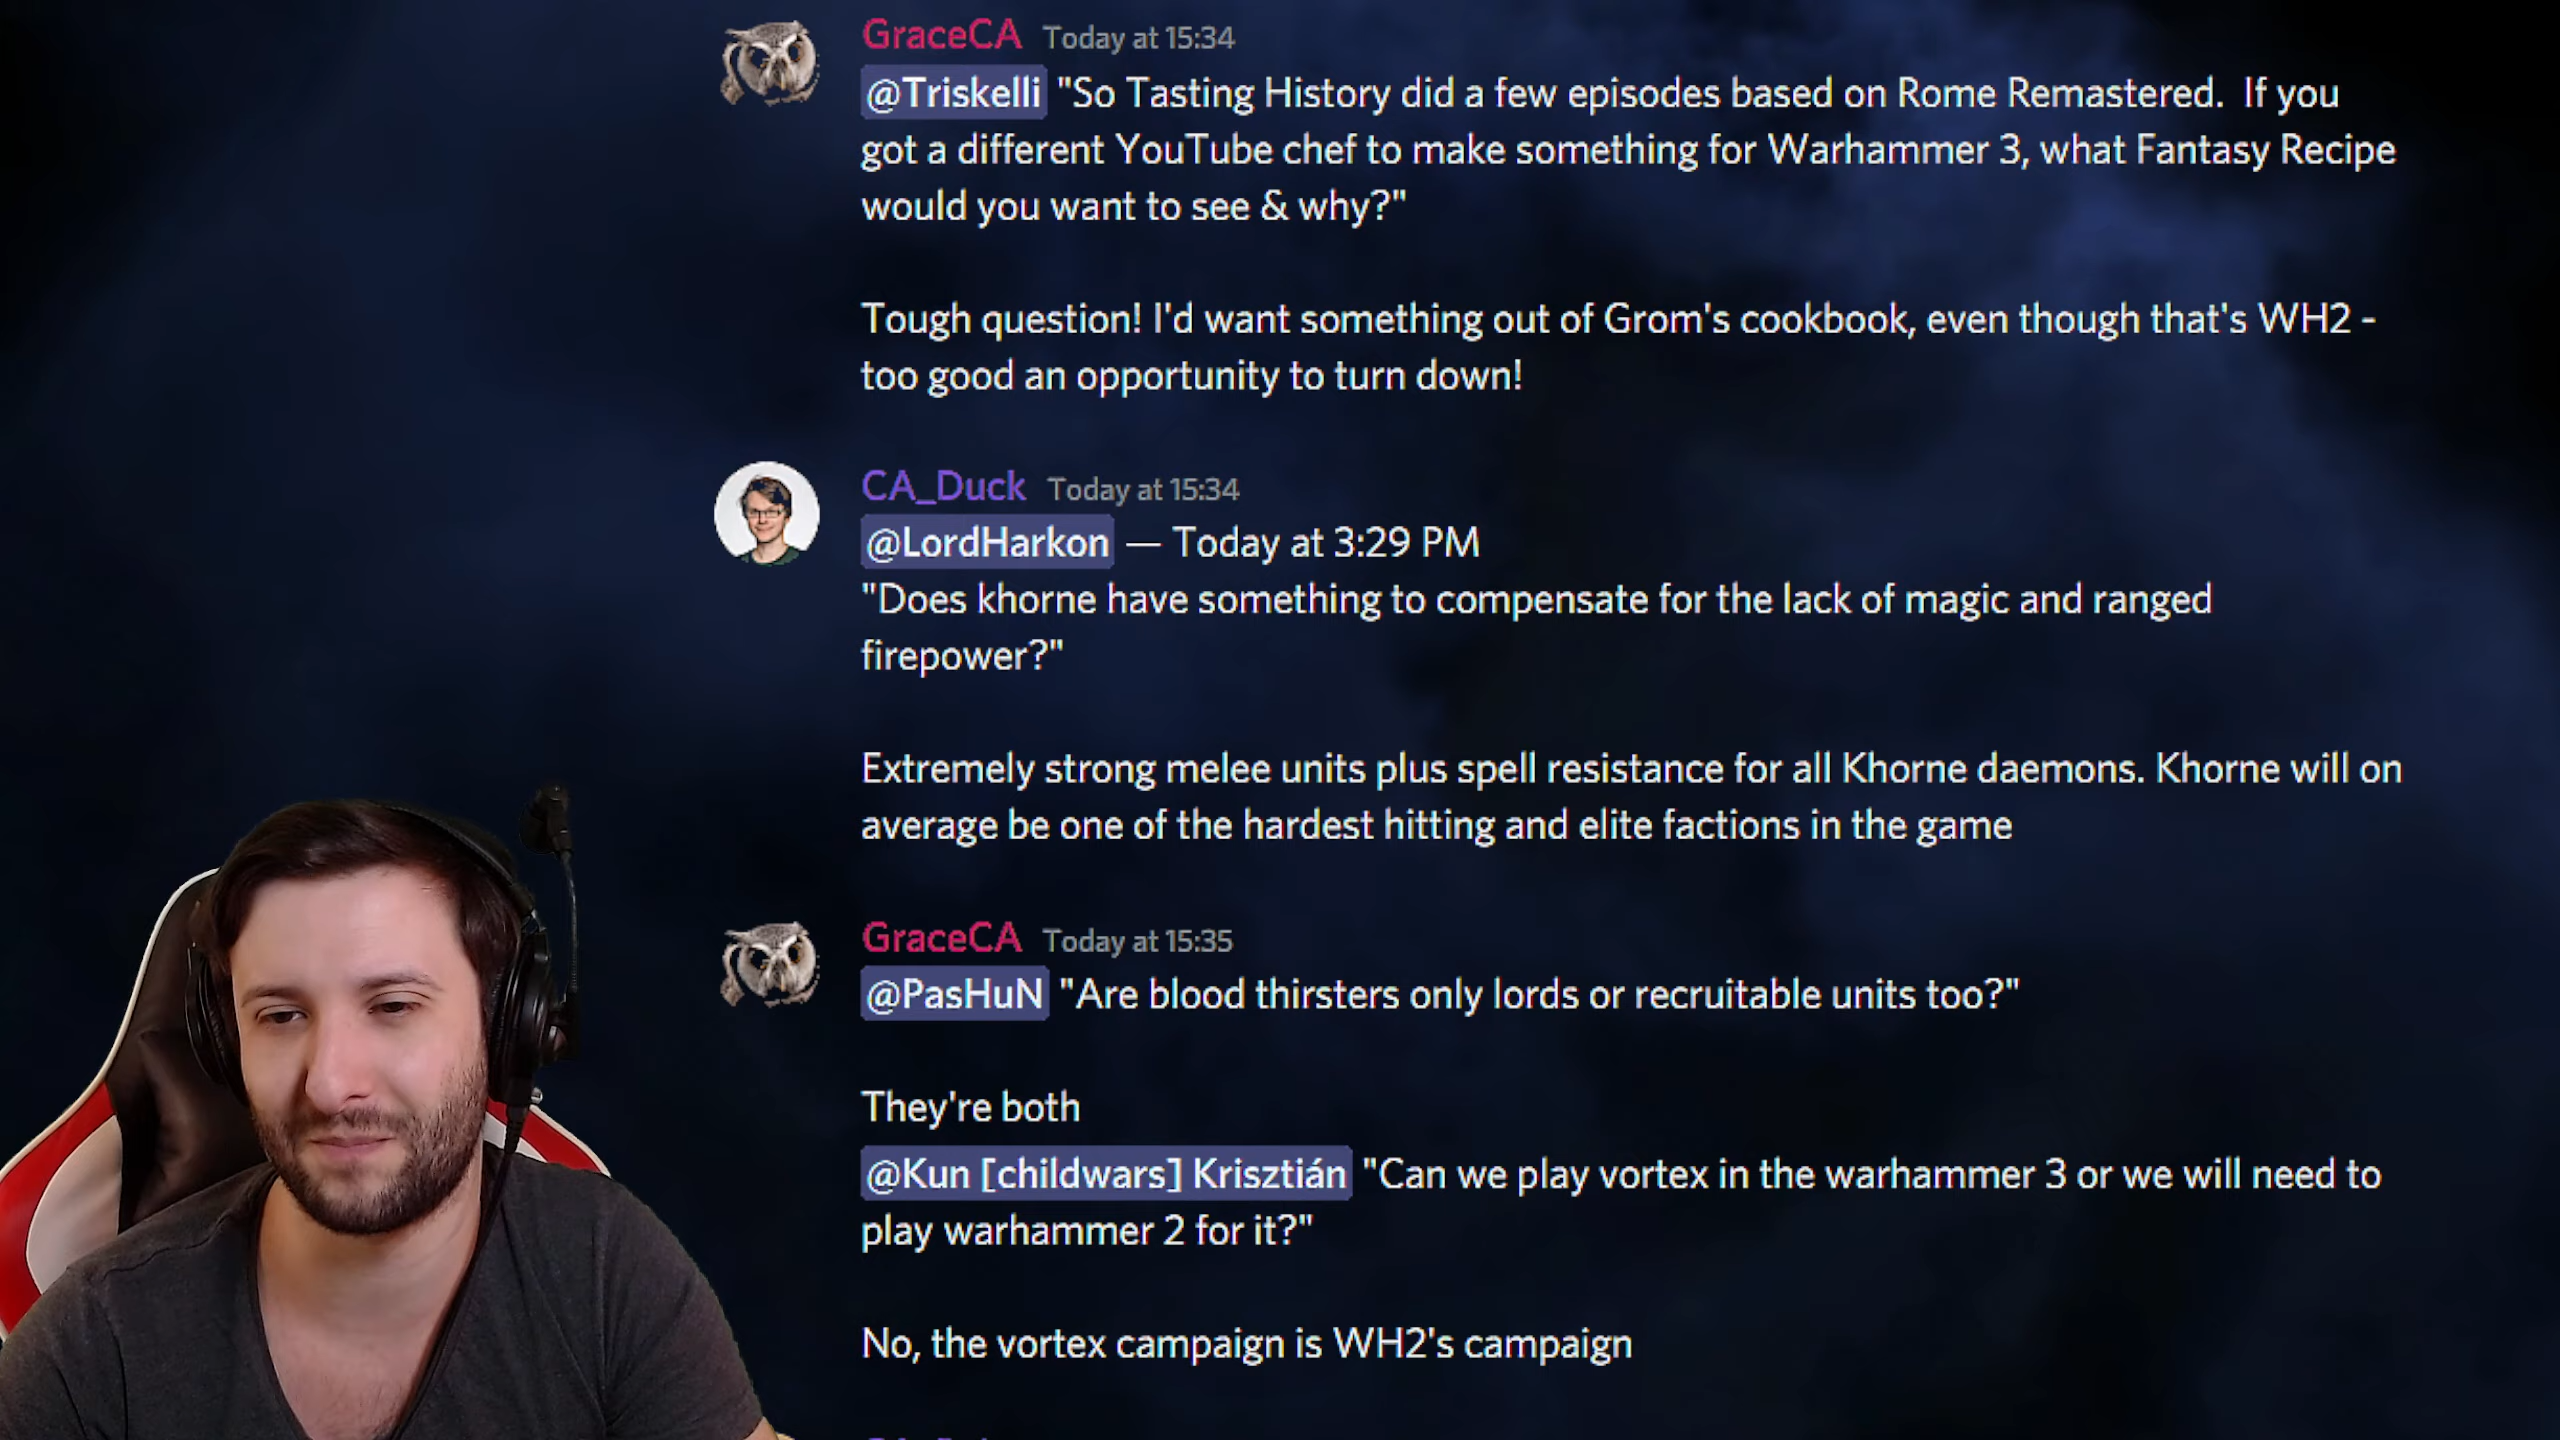 GraceCA Today at 15:34
@Triskelli "So Tasting History did a few episodes based on Rome Remastered.  If you
got a different YouTube chef to make something for Warhammer 3, what Fantasy Recipe
would you want to see & why?"
Tough question! I'd want something out of Grom's cookbook, even though that's WH2 -
too good an opportunity to turn down!
CA_Duck Today at 15:34
@LordHarkon — Today at 3:29 PM
"Does khorne have something to compensate for the lack of magic and ranged
firepower?"
Extremely strong melee units plus spell resistance for all Khorne daemons. Khorne will on
average be one of the hardest hitting and elite factions in the game
GraceCA Today at 15:35
@PasHuN "Are blood thirsters only lords or recruitable units too?"
They're both
@Kun [childwars] Krisztián "Can we play vortex in the warhammer 3 or we will need to
play warhammer 2 for it?"
No, the vortex campaign is WH2's campaign